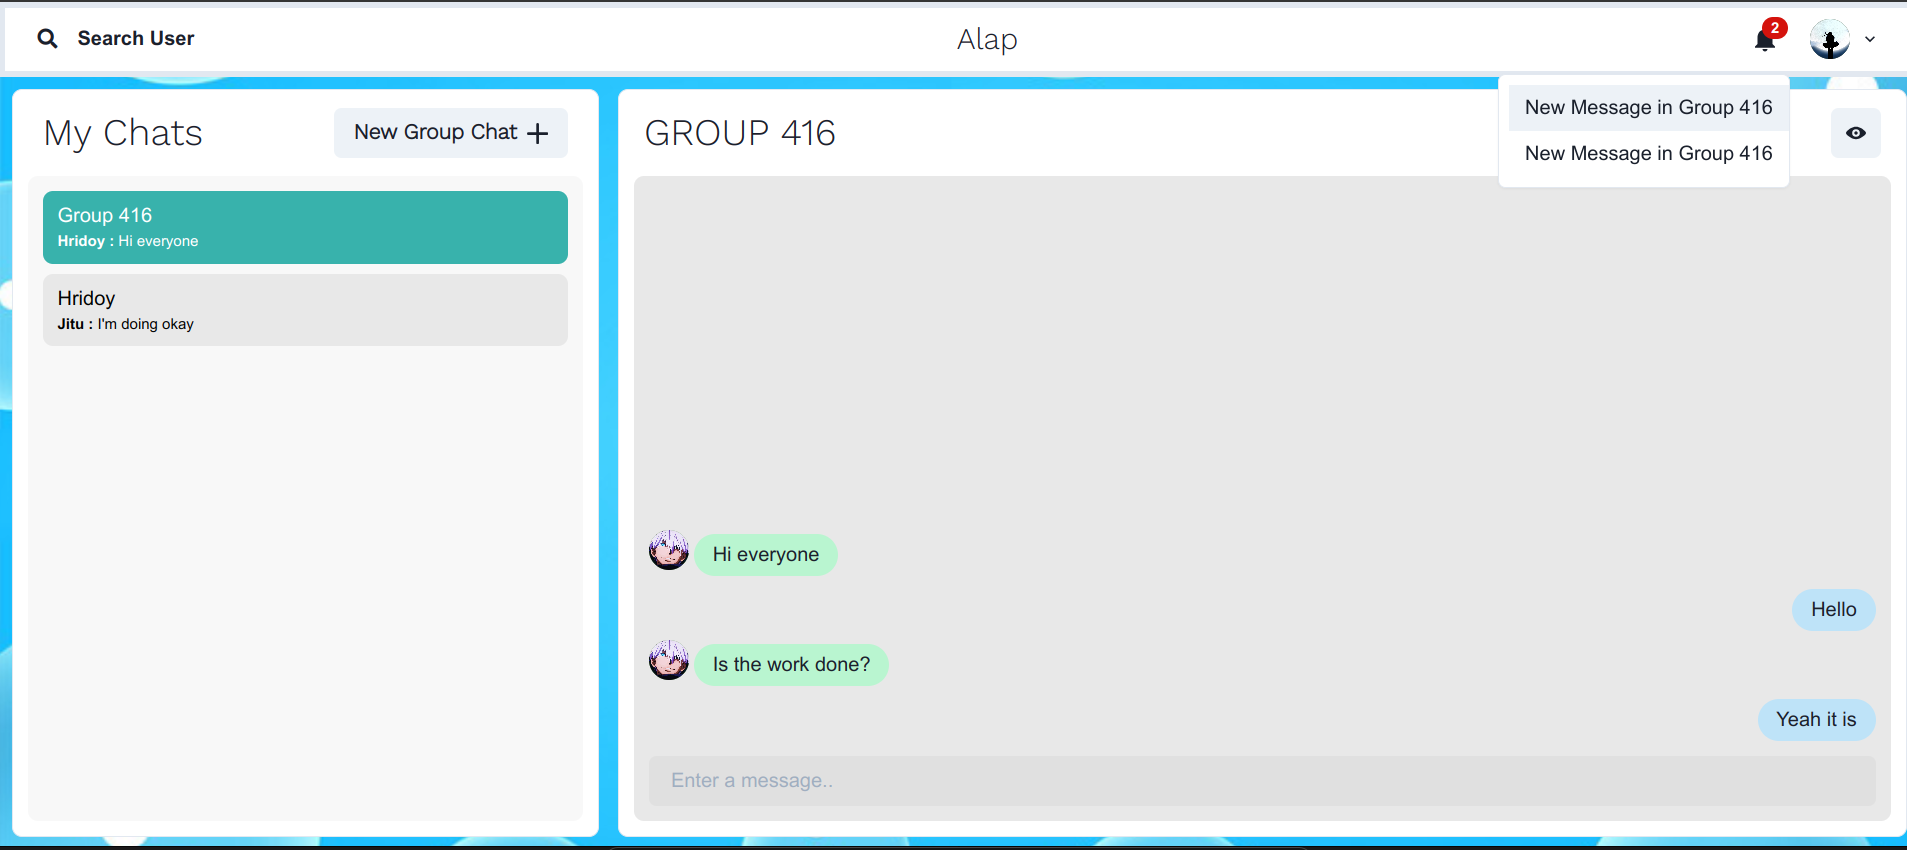 Search User
Alap
2
New Message in Group 416
New Message in Group 416
My Chats
New Group Chat +
Group 416
Hridoy : Hi everyone
Hridoy
Jitu : I'm doing okay
GROUP 416
Hi everyone
Hello
Is the work done?
Yeah it is
Enter a message..